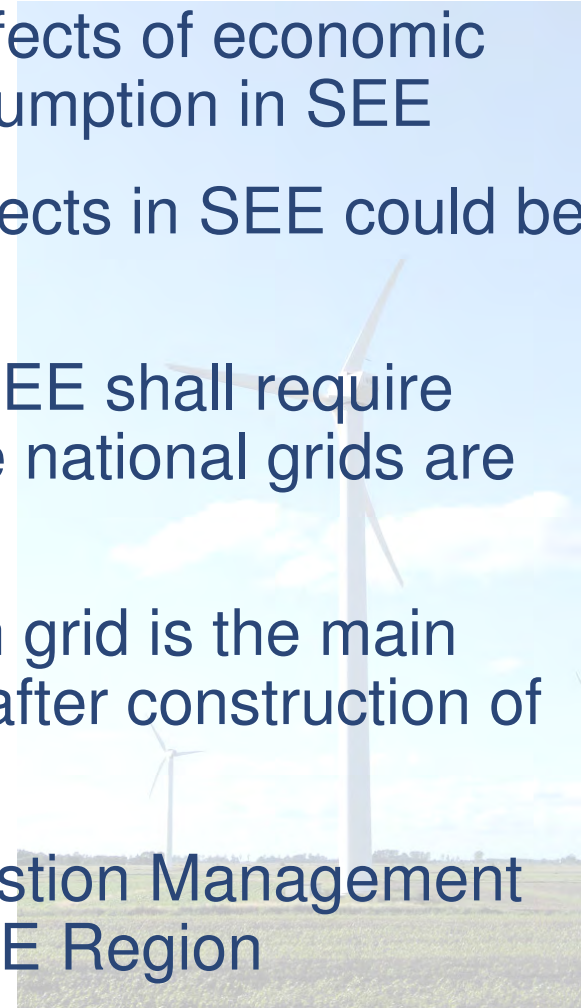 fects of economic
umption in SEE
ects in SEE could be
EE shall require
national grids are
grid is the main
after construction of
stion Management
E Region